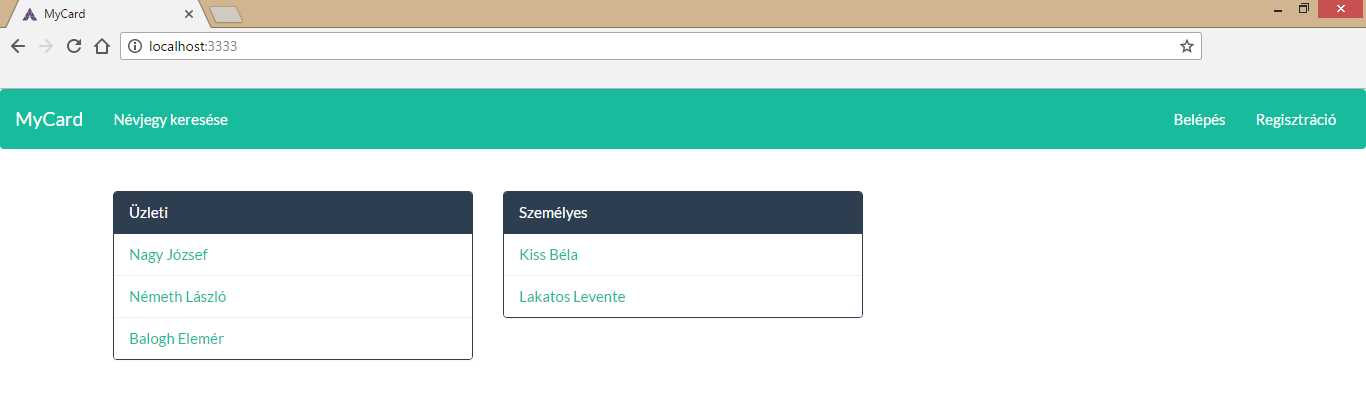 MyCard
localhost:3333
MyCard Névjegy keresése Belépés Regisztráció
Üzleti
Nagy József
Németh László
Balogh Elemér
Személyes
Kiss Béla
Lakatos Levente